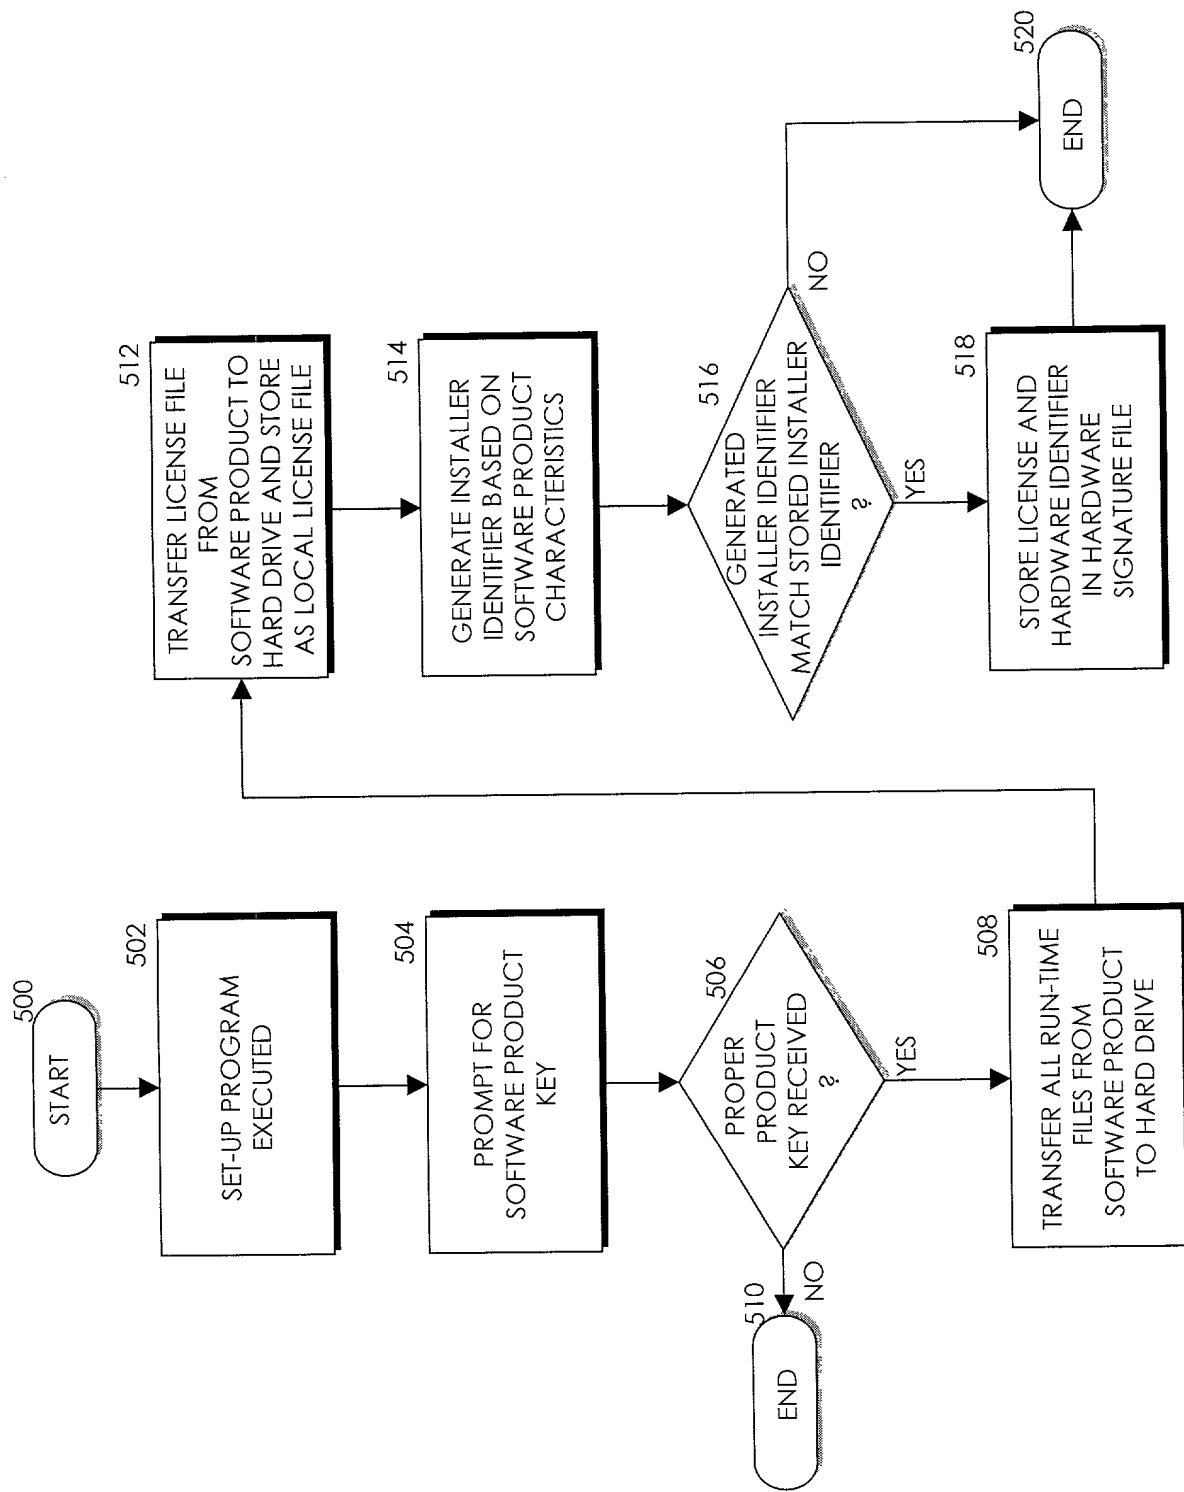 500
START
502
SET-UP PROGRAM
EXECUTED
504
PROMPT FOR
SOFTWARE PRODUCT
KEY
506
PROPER
PRODUCT
KEY RECEIVED
?
NO
510
END
YES
508
TRANSFER ALL RUN-TIME
FILES FROM
SOFTWARE PRODUCT
TO HARD DRIVE
512
TRANSFER LICENSE FILE
FROM
SOFTWARE PRODUCT TO
HARD DRIVE AND STORE
AS LOCAL LICENSE FILE
514
GENERATE INSTALLER
IDENTIFIER BASED ON
SOFTWARE PRODUCT
CHARACTERISTICS
516
GENERATED
INSTALLER IDENTIFIER
MATCH STORED INSTALLER
IDENTIFIER
?
NO
YES
518
STORE LICENSE AND
HARDWARE IDENTIFIER
IN HARDWARE
SIGNATURE FILE
520
END